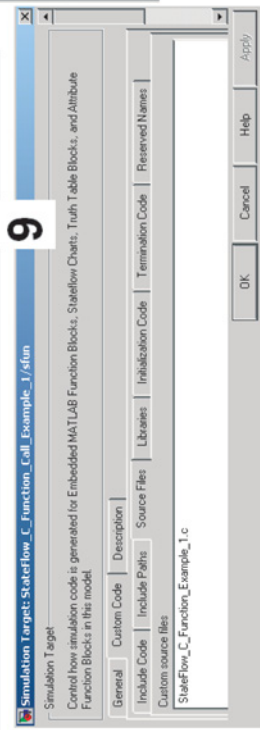 Simulation Target: StateFlow_C_Function_Call_Example_1/sfun
9
Simulation Target
Control how simulation code is generated for Embedded MATLAB Function Blocks, Stateflow Charts, Truth Table Blocks, and Attribute
Function Blocks in this model.
General Custom Code Description
Include Code Include Paths Source Files Libraries Initialization Code Termination Code Reserved Names
Custom source files
StateFlow_C_Function_Example_1.c
OK Cancel Help Apply